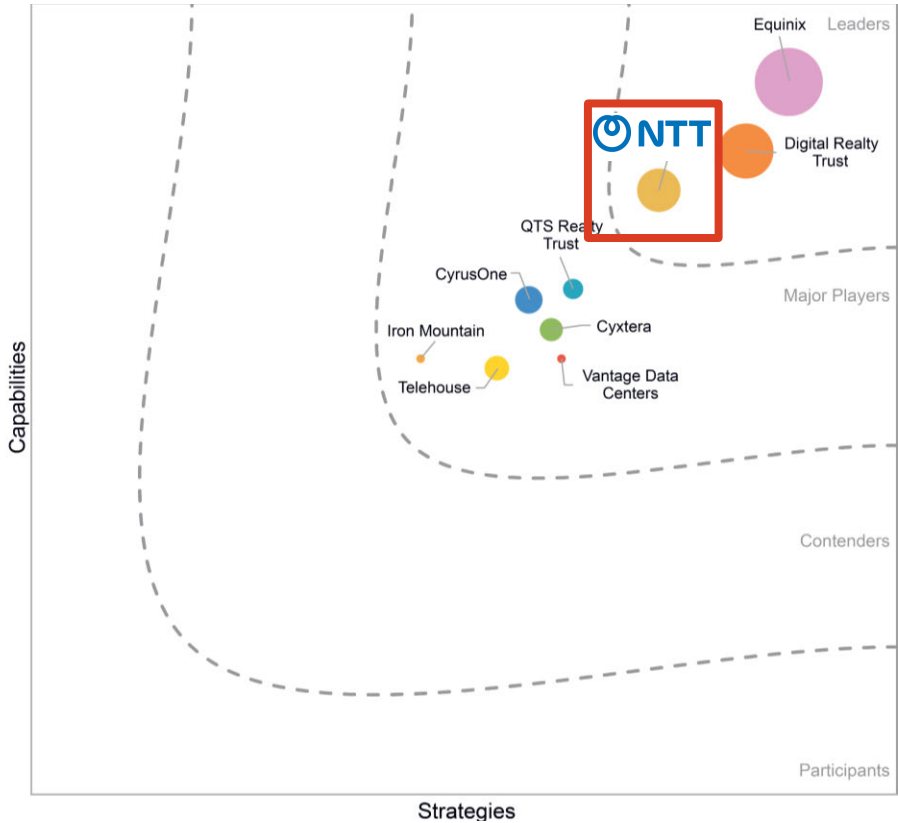 Equinix
Leaders
NTT
Digital Realty
Trust
QTS Realty
Trust
CyrusOne
Major Players
Cyxtera
Iron Mountain
Telehouse
Vantage Data
Centers
Capabilities
Contenders
Participants
Strategies